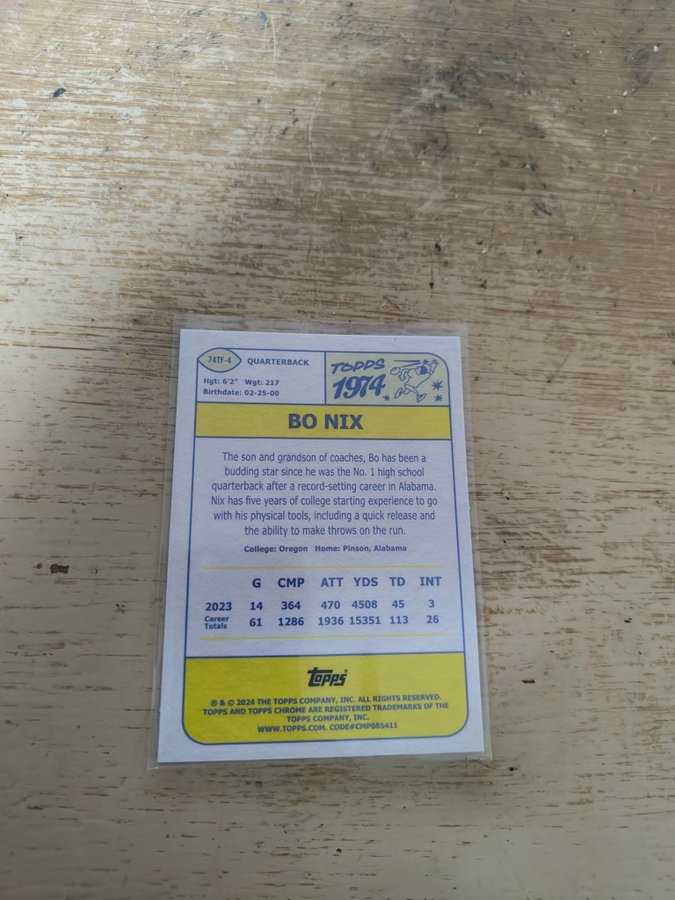 74TF-4 QUARTERBACK
Hgt: 6'2" Wgt: 217
Birthdate: 02-25-00
TOPPS
1974
BO NIX
The son and grandson of coaches, Bo has been a
budding star since he was the No. 1 high school
quarterback after a record-setting career in Alabama.
Nix has five years of college starting experience to go
with his physical tools, including a quick release and
the ability to make throws on the run.
College: Oregon Home: Pinson, Alabama
G CMP ATT YDS TD INT
2023 14 364 470 4508 45 3
Career
Totals 61 1286 1936 15351 113 26
topps
® & © 2024 THE TOPPS COMPANY, INC. ALL RIGHTS RESERVED.
TOPPS AND TOPPS CHROME ARE REGISTERED TRADEMARKS OF THE
TOPPS COMPANY, INC.
WWW.TOPPS.COM. CODE#CMP085411